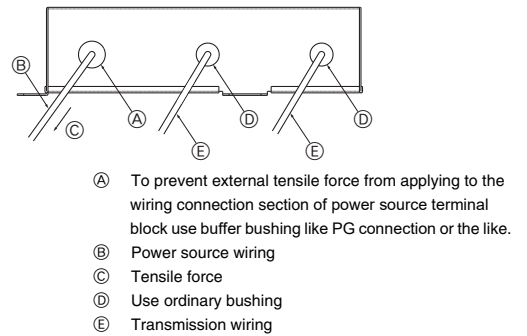 Ⓑ
Ⓒ
Ⓐ
Ⓓ
Ⓓ
Ⓔ
Ⓔ
Ⓐ To prevent external tensile force from applying to the
wiring connection section of power source terminal
block use buffer bushing like PG connection or the like.
Ⓑ Power source wiring
Ⓒ Tensile force
Ⓓ Use ordinary bushing
Ⓔ Transmission wiring